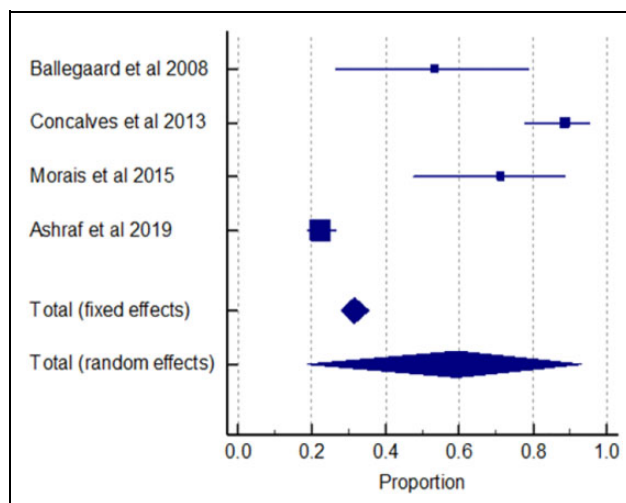 Ballegaard et al 2008
Concalves et al 2013
Morais et al 2015
Ashraf et al 2019
Total (fixed effects)
Total (random effects)
0.0 0.2 0.4 0.6 0.8 1.0
Proportion